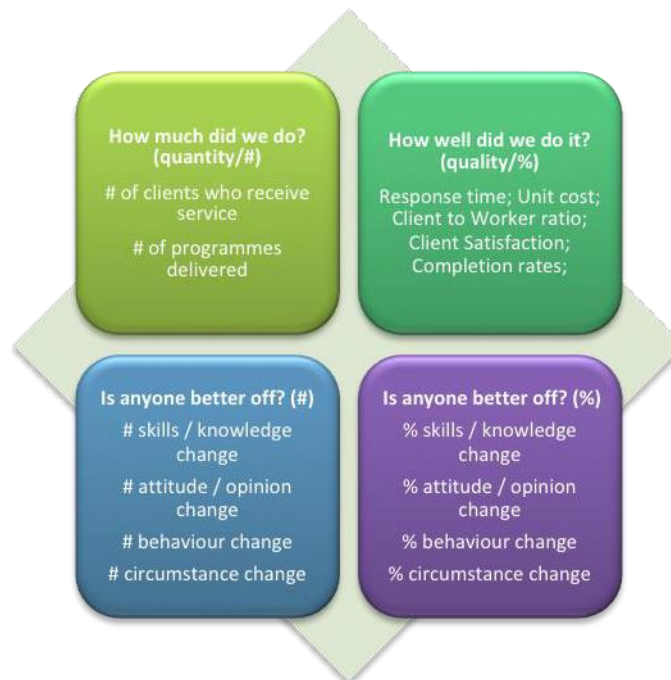 How much did we do?
(quantity/#)
# of clients who receive
service
# of programmes
delivered
How well did we do it?
(quality/%)
Response time; Unit cost;
Client to Worker ratio;
Client Satisfaction;
Completion rates;
Is anyone better off? (#)
# skills / knowledge
change
# attitude / opinion
change
# behaviour change
# circumstance change
Is anyone better off? (%)
% skills / knowledge
change
% attitude / opinion
change
% behaviour change
% circumstance change